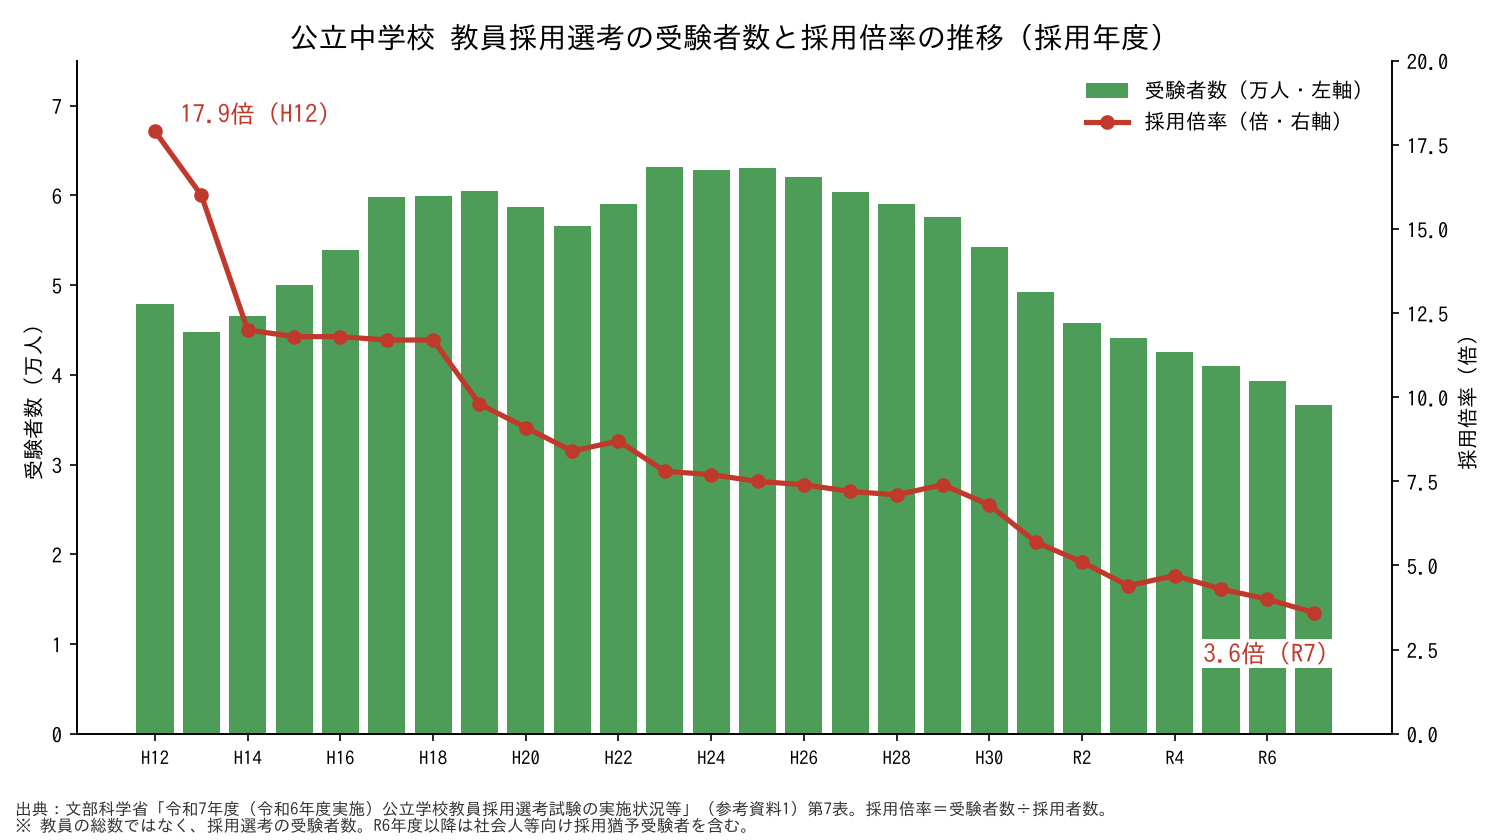 公立中学校 教員採用選考の受験者数と採用倍率の推移（採用年度）
受験者数（万人・左軸）
採用倍率（倍・右軸）
17.9倍（H12）
3.6倍（R7）
受験者数（万人）
7
6
5
4
3
2
1
0
採用倍率（倍）
20.0
17.5
15.0
12.5
10.0
7.5
5.0
2.5
0.0
H12 H14 H16 H18 H20 H22 H24 H26 H28 H30 R2 R4 R6
出典：文部科学省「令和7年度（令和6年度実施）公立学校教員採用選考試験の実施状況等」（参考資料1）第7表。採用倍率＝受験者数÷採用者数。
※ 教員の総数ではなく、採用選考の受験者数。R6年度以降は社会人等向け採用猶予受験者を含む。